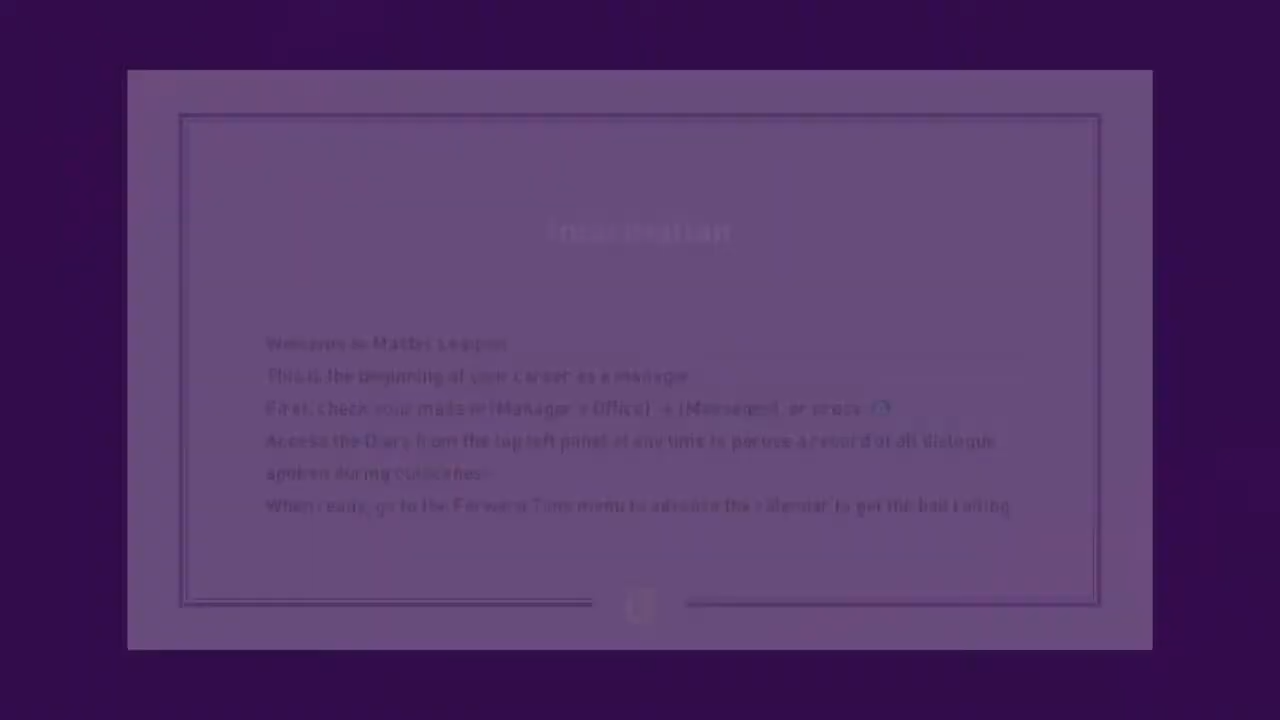 Information
Welcome to Master League.
This is the beginning of your career as a manager.
First, check your mails in [Manager's Office] → [Messages], or press
Access the Diary from the top left panel at any time to peruse a record of all dialogue
spoken during cutscenes.
When ready, go to the Forward Time menu to advance the calendar to get the ball rolling.